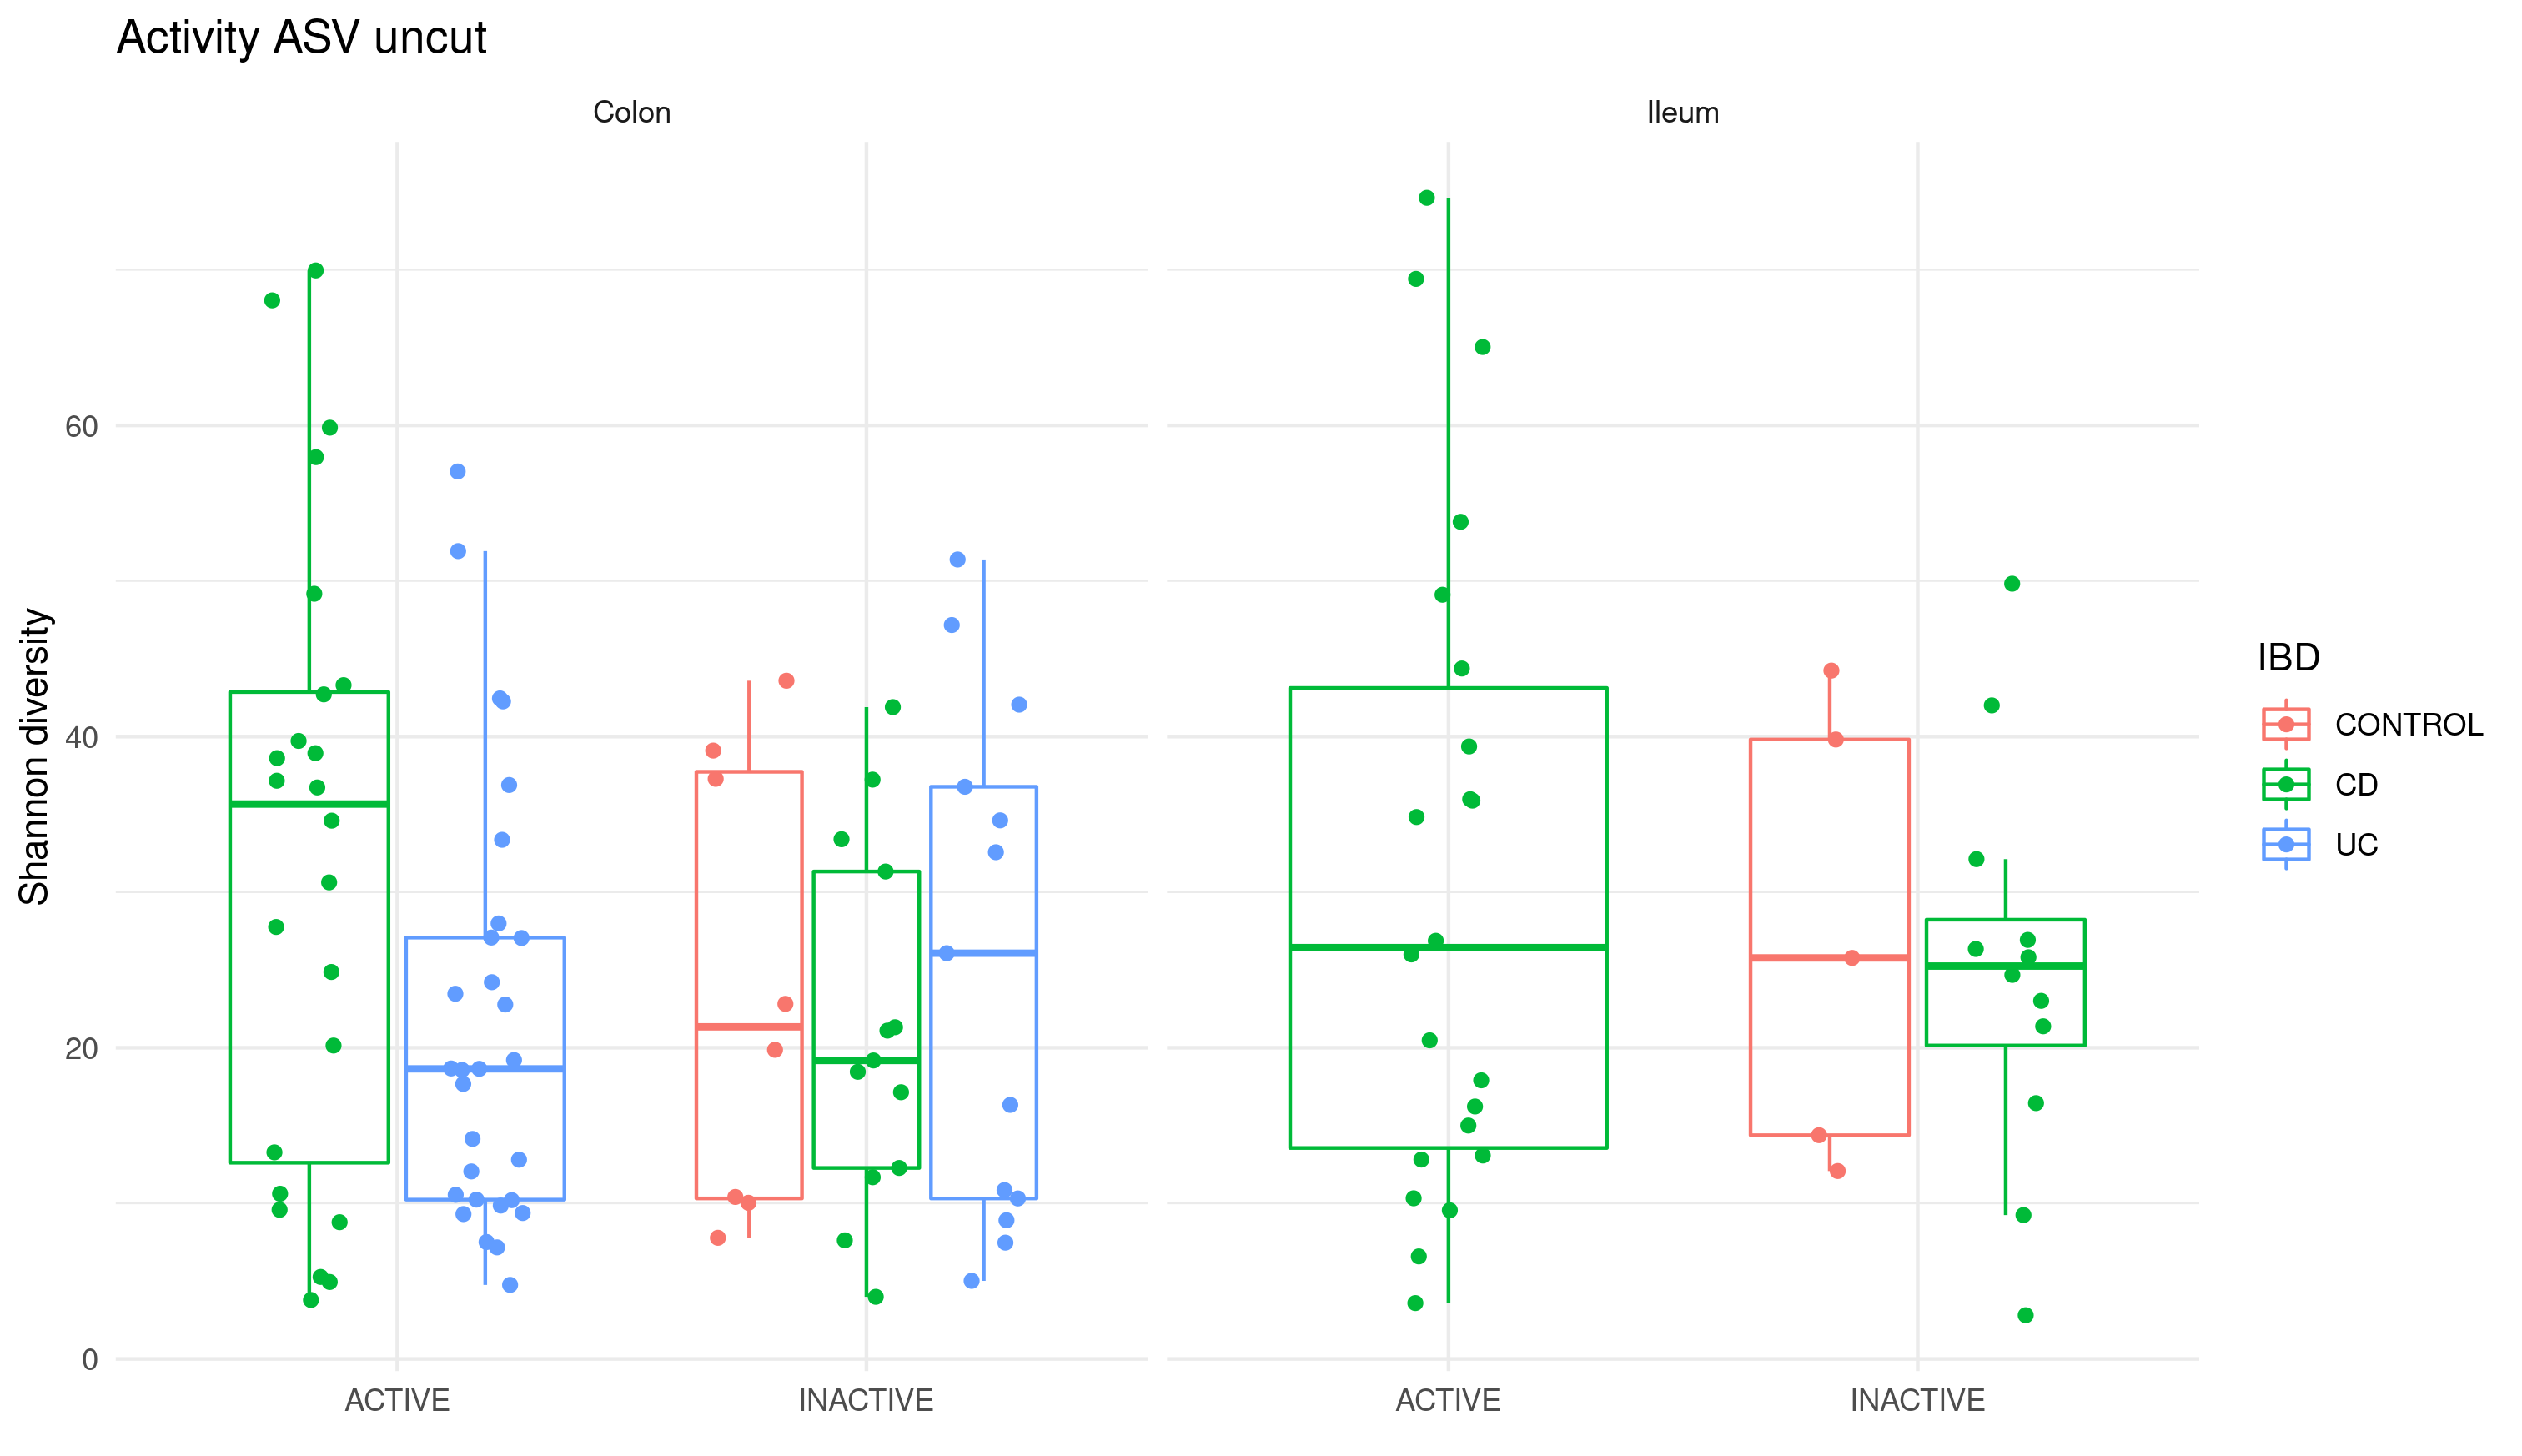 Activity ASV uncut
Colon
Ileum
Shannon diversity
60
40
20
0
ACTIVE
INACTIVE
ACTIVE
INACTIVE
IBD
CONTROL
CD
UC